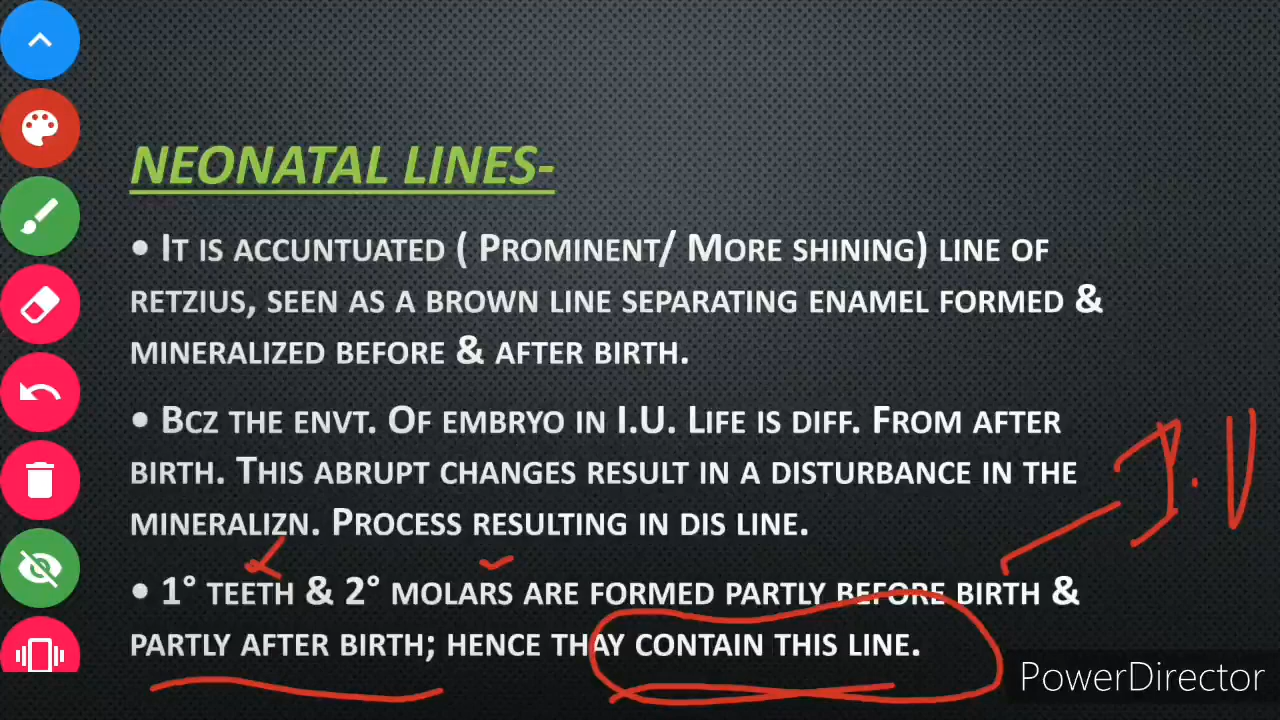 NEONATAL LINES-
• IT IS ACCUNTUATED ( PROMINENT/ MORE SHINING) LINE OF
RETZIUS, SEEN AS A BROWN LINE SEPARATING ENAMEL FORMED &
MINERALIZED BEFORE & AFTER BIRTH.
• BCZ THE ENVT. OF EMBRYO IN I.U. LIFE IS DIFF. FROM AFTER
BIRTH. THIS ABRUPT CHANGES RESULT IN A DISTURBANCE IN THE
MINERALIZN. PROCESS RESULTING IN DIS LINE.
I.U
• 1° TEETH & 2° MOLARS ARE FORMED PARTLY BEFORE BIRTH &
PARTLY AFTER BIRTH; HENCE THAY CONTAIN THIS LINE.
PowerDirector